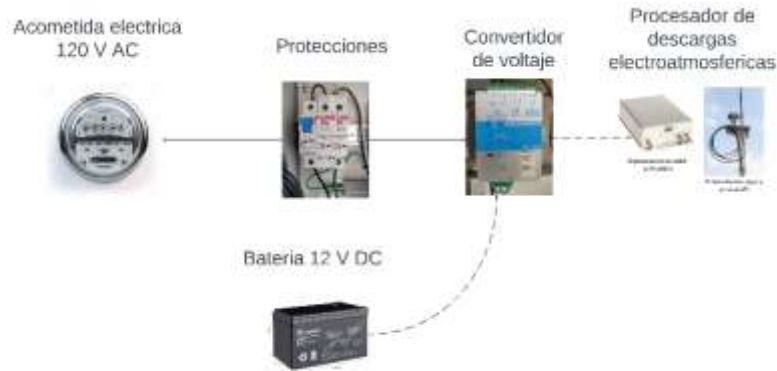 Acometida electrica
120 V AC
Protecciones
Convertidor
de voltaje
Procesador de
descargas
electroatmosfericas
Bateria 12 V DC